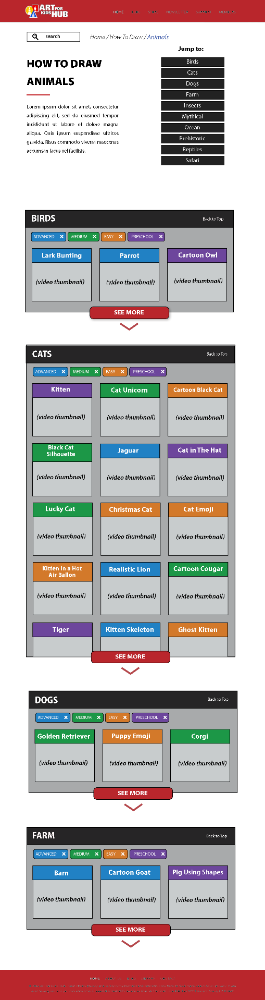 ART FOR KIDS HUB
HOME BLOG STORE NEWSLETTER SUPPORT MEMBERS
search
Home / How To Draw / Animals
Jump to:
HOW TO DRAW
ANIMALS
Lorem ipsum dolor sit amet, consectetur
adipiscing elit, sed do eiusmod tempor
incididunt ut labore et dolore magna
aliqua. Quis ipsum suspendisse ultrices
gravida. Risus commodo viverra maecenas
accumsan lacus vel facilisis.
Birds
Cats
Dogs
Farm
Insects
Mythical
Ocean
Prehistoric
Reptiles
Safari
BIRDS Back to Top
ADVANCED X MEDIUM X EASY X PRESCHOOL X
Lark Bunting Parrot Cartoon Owl
(video thumbnail) (video thumbnail) (video thumbnail)
SEE MORE
CATS Back to Top
ADVANCED X MEDIUM X EASY X PRESCHOOL X
Kitten Cat Unicorn Cartoon Black Cat
(video thumbnail) (video thumbnail) (video thumbnail)
Black Cat
Silhouette Jaguar Cat in The Hat
(video thumbnail) (video thumbnail) (video thumbnail)
Lucky Cat Christmas Cat Cat Emoji
(video thumbnail) (video thumbnail) (video thumbnail)
Kitten in a Hot
Air Ballon Realistic Lion Cartoon Cougar
(video thumbnail) (video thumbnail) (video thumbnail)
Tiger Kitten Skeleton Ghost Kitten
SEE MORE
DOGS Back to Top
ADVANCED X MEDIUM X EASY X PRESCHOOL X
Golden Retriever Puppy Emoji Corgi
(video thumbnail) (video thumbnail) (video thumbnail)
SEE MORE
FARM Back to Top
ADVANCED X MEDIUM X EASY X PRESCHOOL X
Barn Cartoon Goat Pig Using Shapes
(video thumbnail) (video thumbnail) (video thumbnail)
SEE MORE
HOME